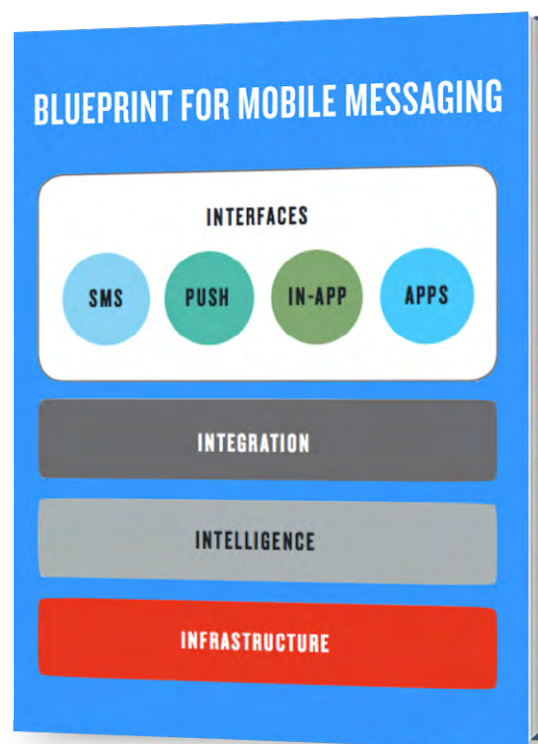 BLUEPRINT FOR MOBILE MESSAGING
INTERFACES
SMS PUSH IN-APP APPS
INTEGRATION
INTELLIGENCE
INFRASTRUCTURE